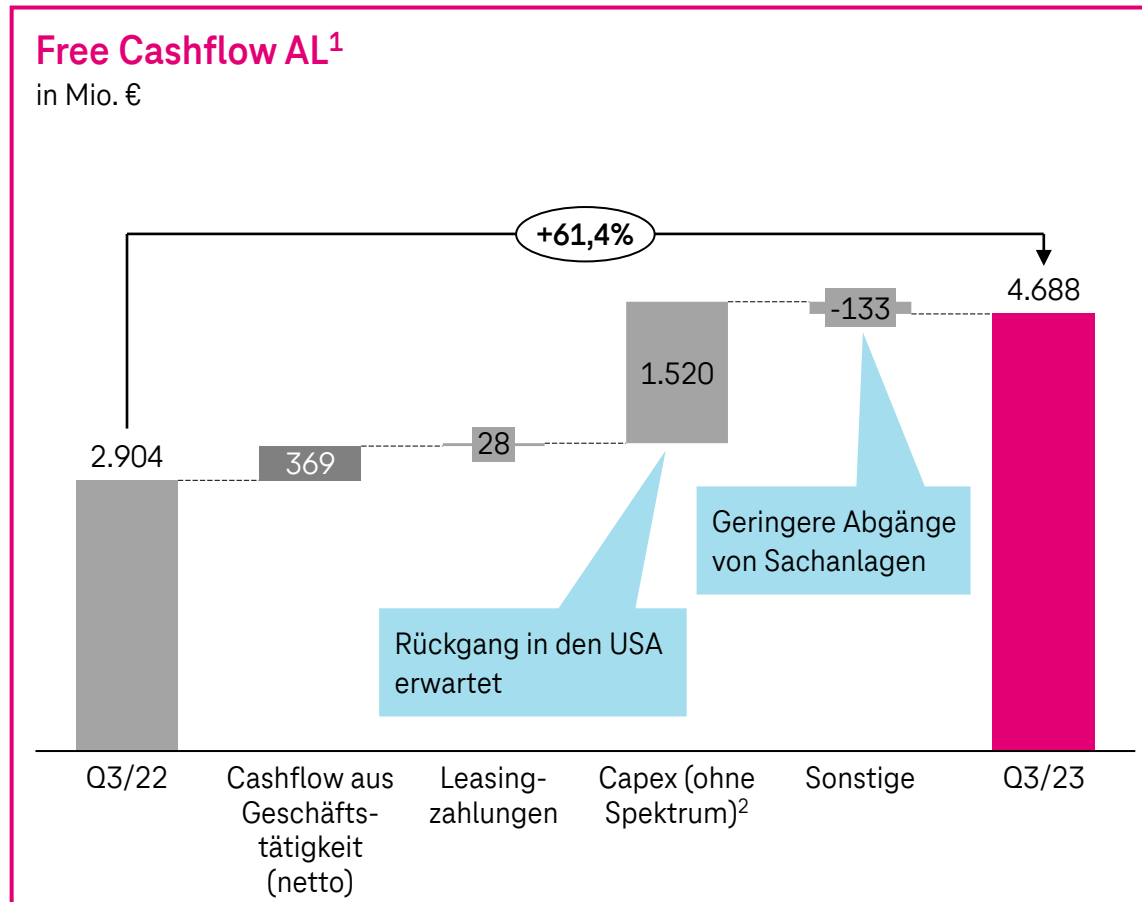 Free Cashflow AL¹
in Mio. €
+61,4%
2.904
369
28
1.520
-133
4.688
Geringere Abgänge
von Sachanlagen
Rückgang in den USA
erwartet
Q3/22
Cashflow aus
Geschäfts-
tätigkeit
(netto)
Leasing-
zahlungen
Capex (ohne
Spektrum)²
Sonstige
Q3/23